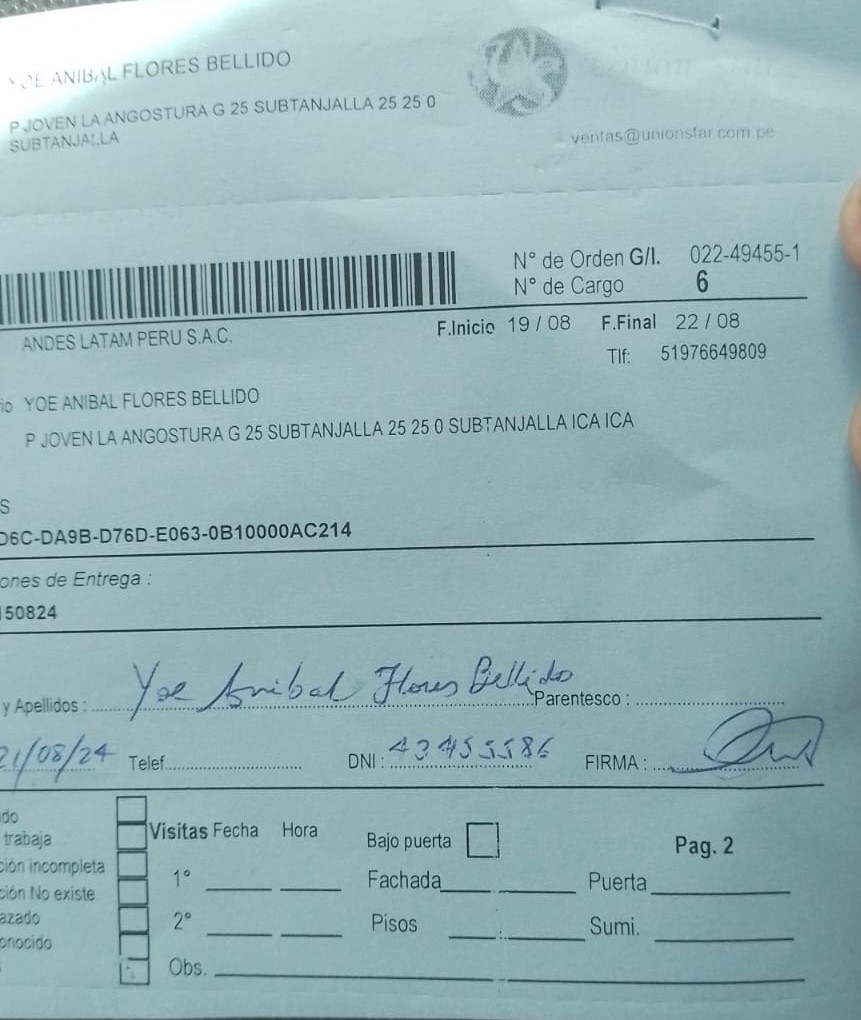 YOE ANIBAL FLORES BELLIDO
P JOVEN LA ANGOSTURA G 25 SUBTANJALLA 25 25 0
SUBTANJALLA
ventas@unionstar.com.pe
N° de Orden G/I. 022-49455-1
N° de Cargo 6
ANDES LATAM PERU S.A.C.
F.Inicio 19 / 08 F.Final 22 / 08
Tlf: 51976649809
io YOE ANIBAL FLORES BELLIDO
P JOVEN LA ANGOSTURA G 25 SUBTANJALLA 25 25 0 SUBTANJALLA ICA ICA
S
D6C-DA9B-D76D-E063-0B10000AC214
ones de Entrega :
150824
y Apellidos : Yoe Anibal Flores Bellido Parentesco :
21/08/24 Telef. DNI : 43455586 FIRMA :
do
trabaja Visitas Fecha Hora Bajo puerta Pag. 2
ción incompleta 1° Fachada Puerta
ción No existe
azado 2° Pisos Sumi.
onocido
Obs.